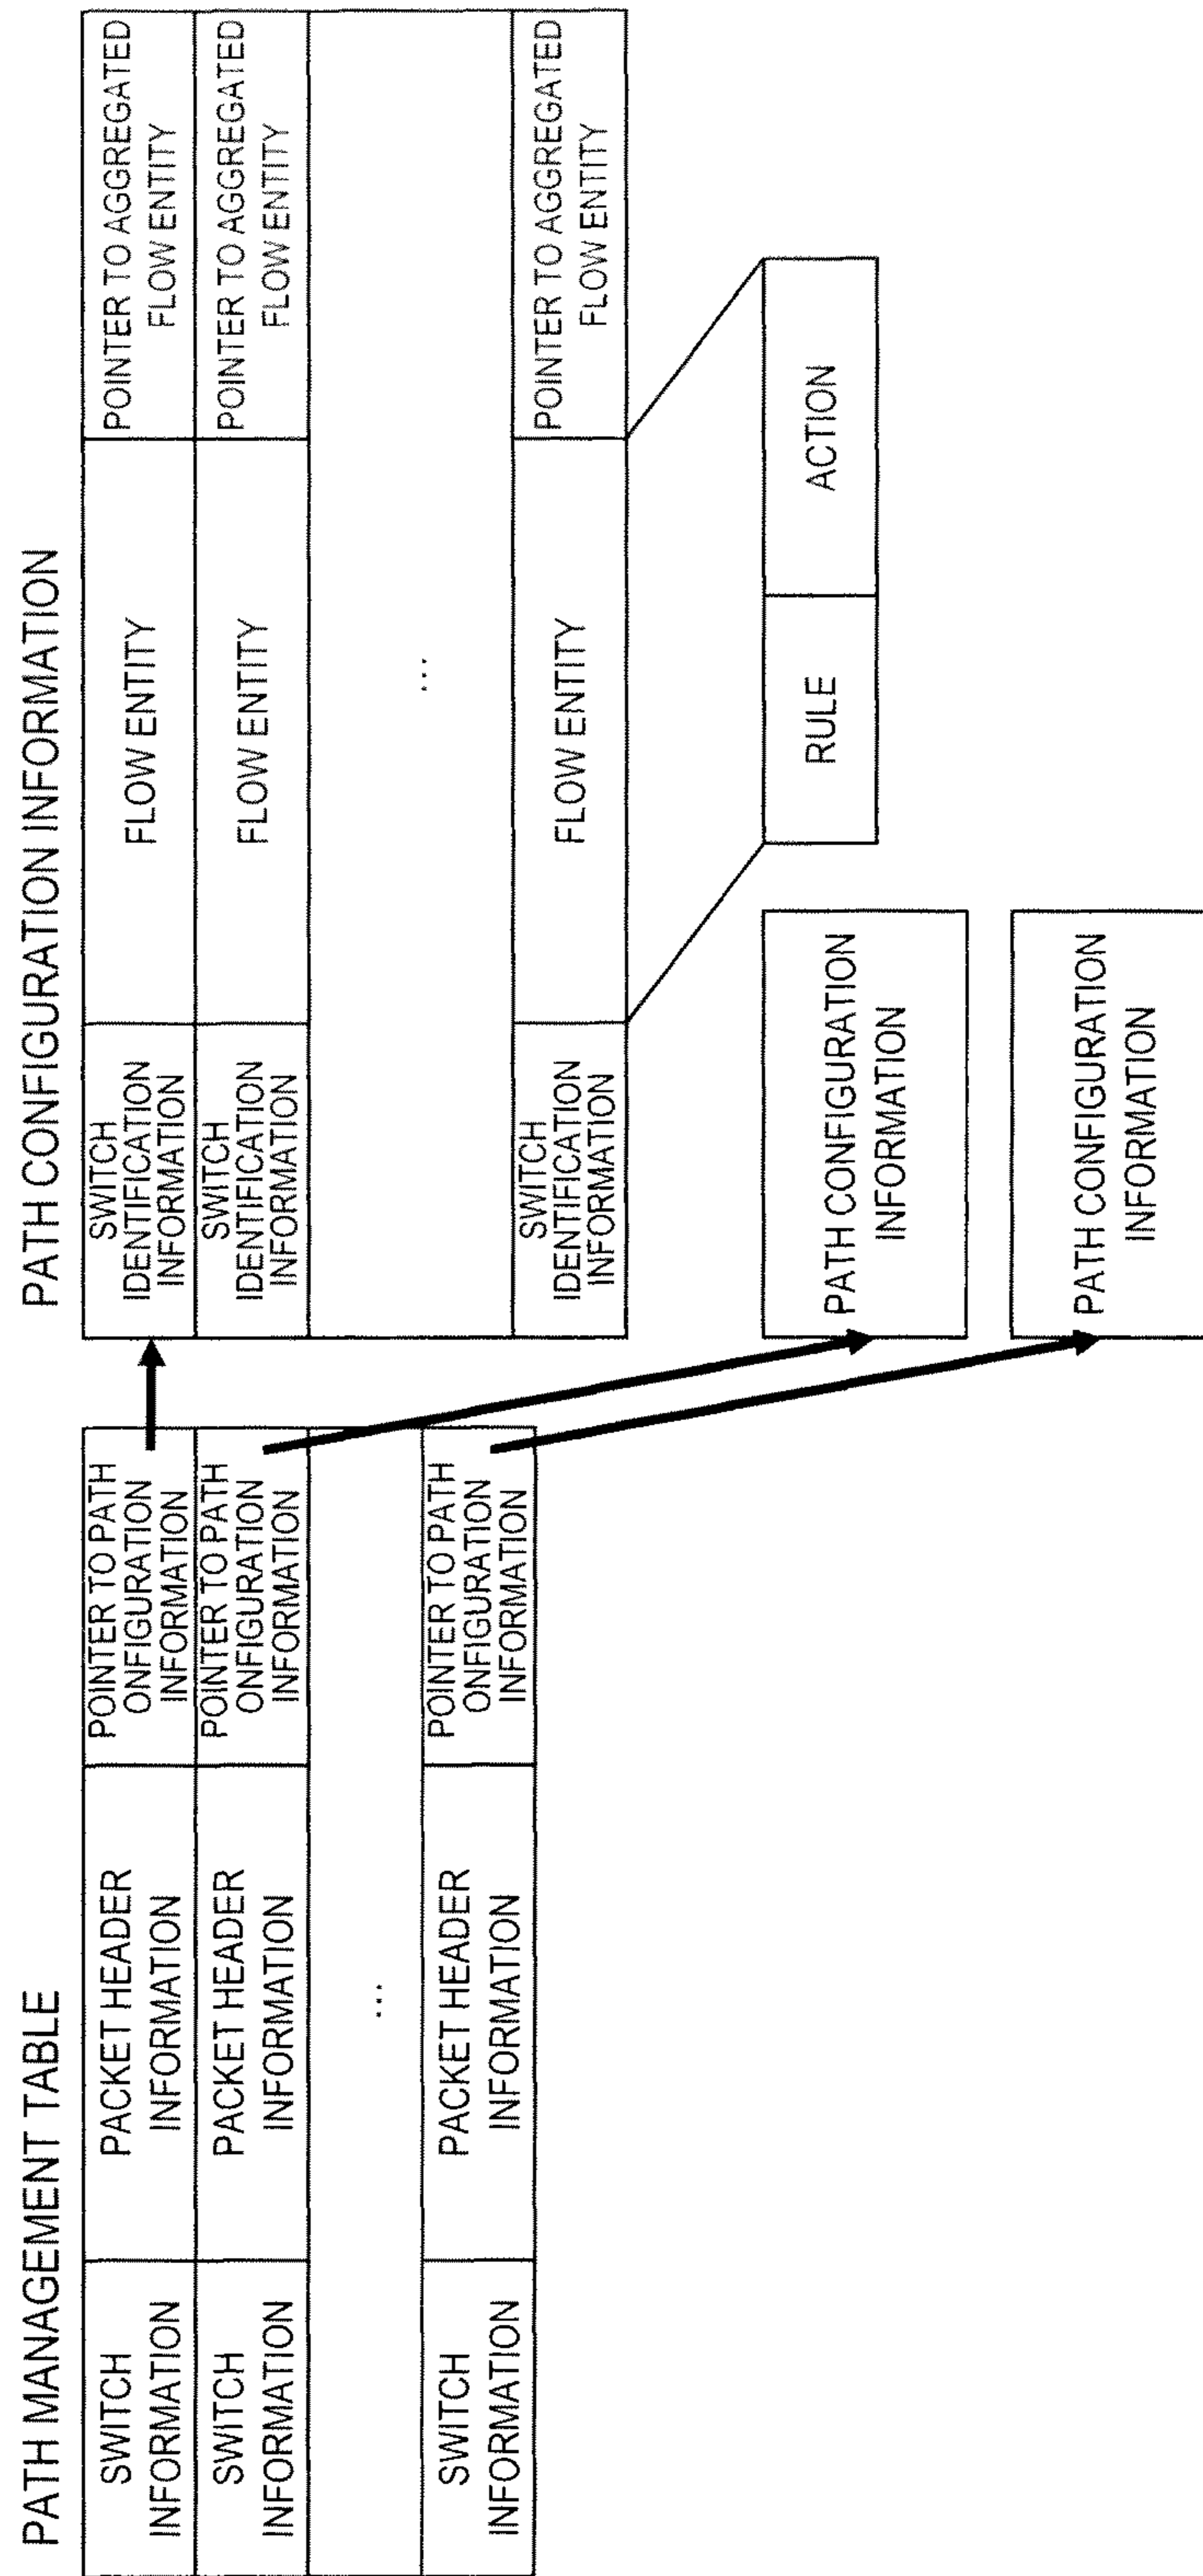 PATH MANAGEMENT TABLE
SWITCH
INFORMATION
PACKET HEADER
INFORMATION
POINTER TO PATH
ONFIGURATION
INFORMATION
SWITCH
INFORMATION
PACKET HEADER
INFORMATION
POINTER TO PATH
ONFIGURATION
INFORMATION
...
SWITCH
INFORMATION
PACKET HEADER
INFORMATION
POINTER TO PATH
ONFIGURATION
INFORMATION
PATH CONFIGURATION INFORMATION
SWITCH
IDENTIFICATION
INFORMATION
FLOW ENTITY
POINTER TO AGGREGATED
FLOW ENTITY
SWITCH
IDENTIFICATION
INFORMATION
FLOW ENTITY
POINTER TO AGGREGATED
FLOW ENTITY
...
SWITCH
IDENTIFICATION
INFORMATION
FLOW ENTITY
POINTER TO AGGREGATED
FLOW ENTITY
RULE
ACTION
PATH CONFIGURATION
INFORMATION
PATH CONFIGURATION
INFORMATION